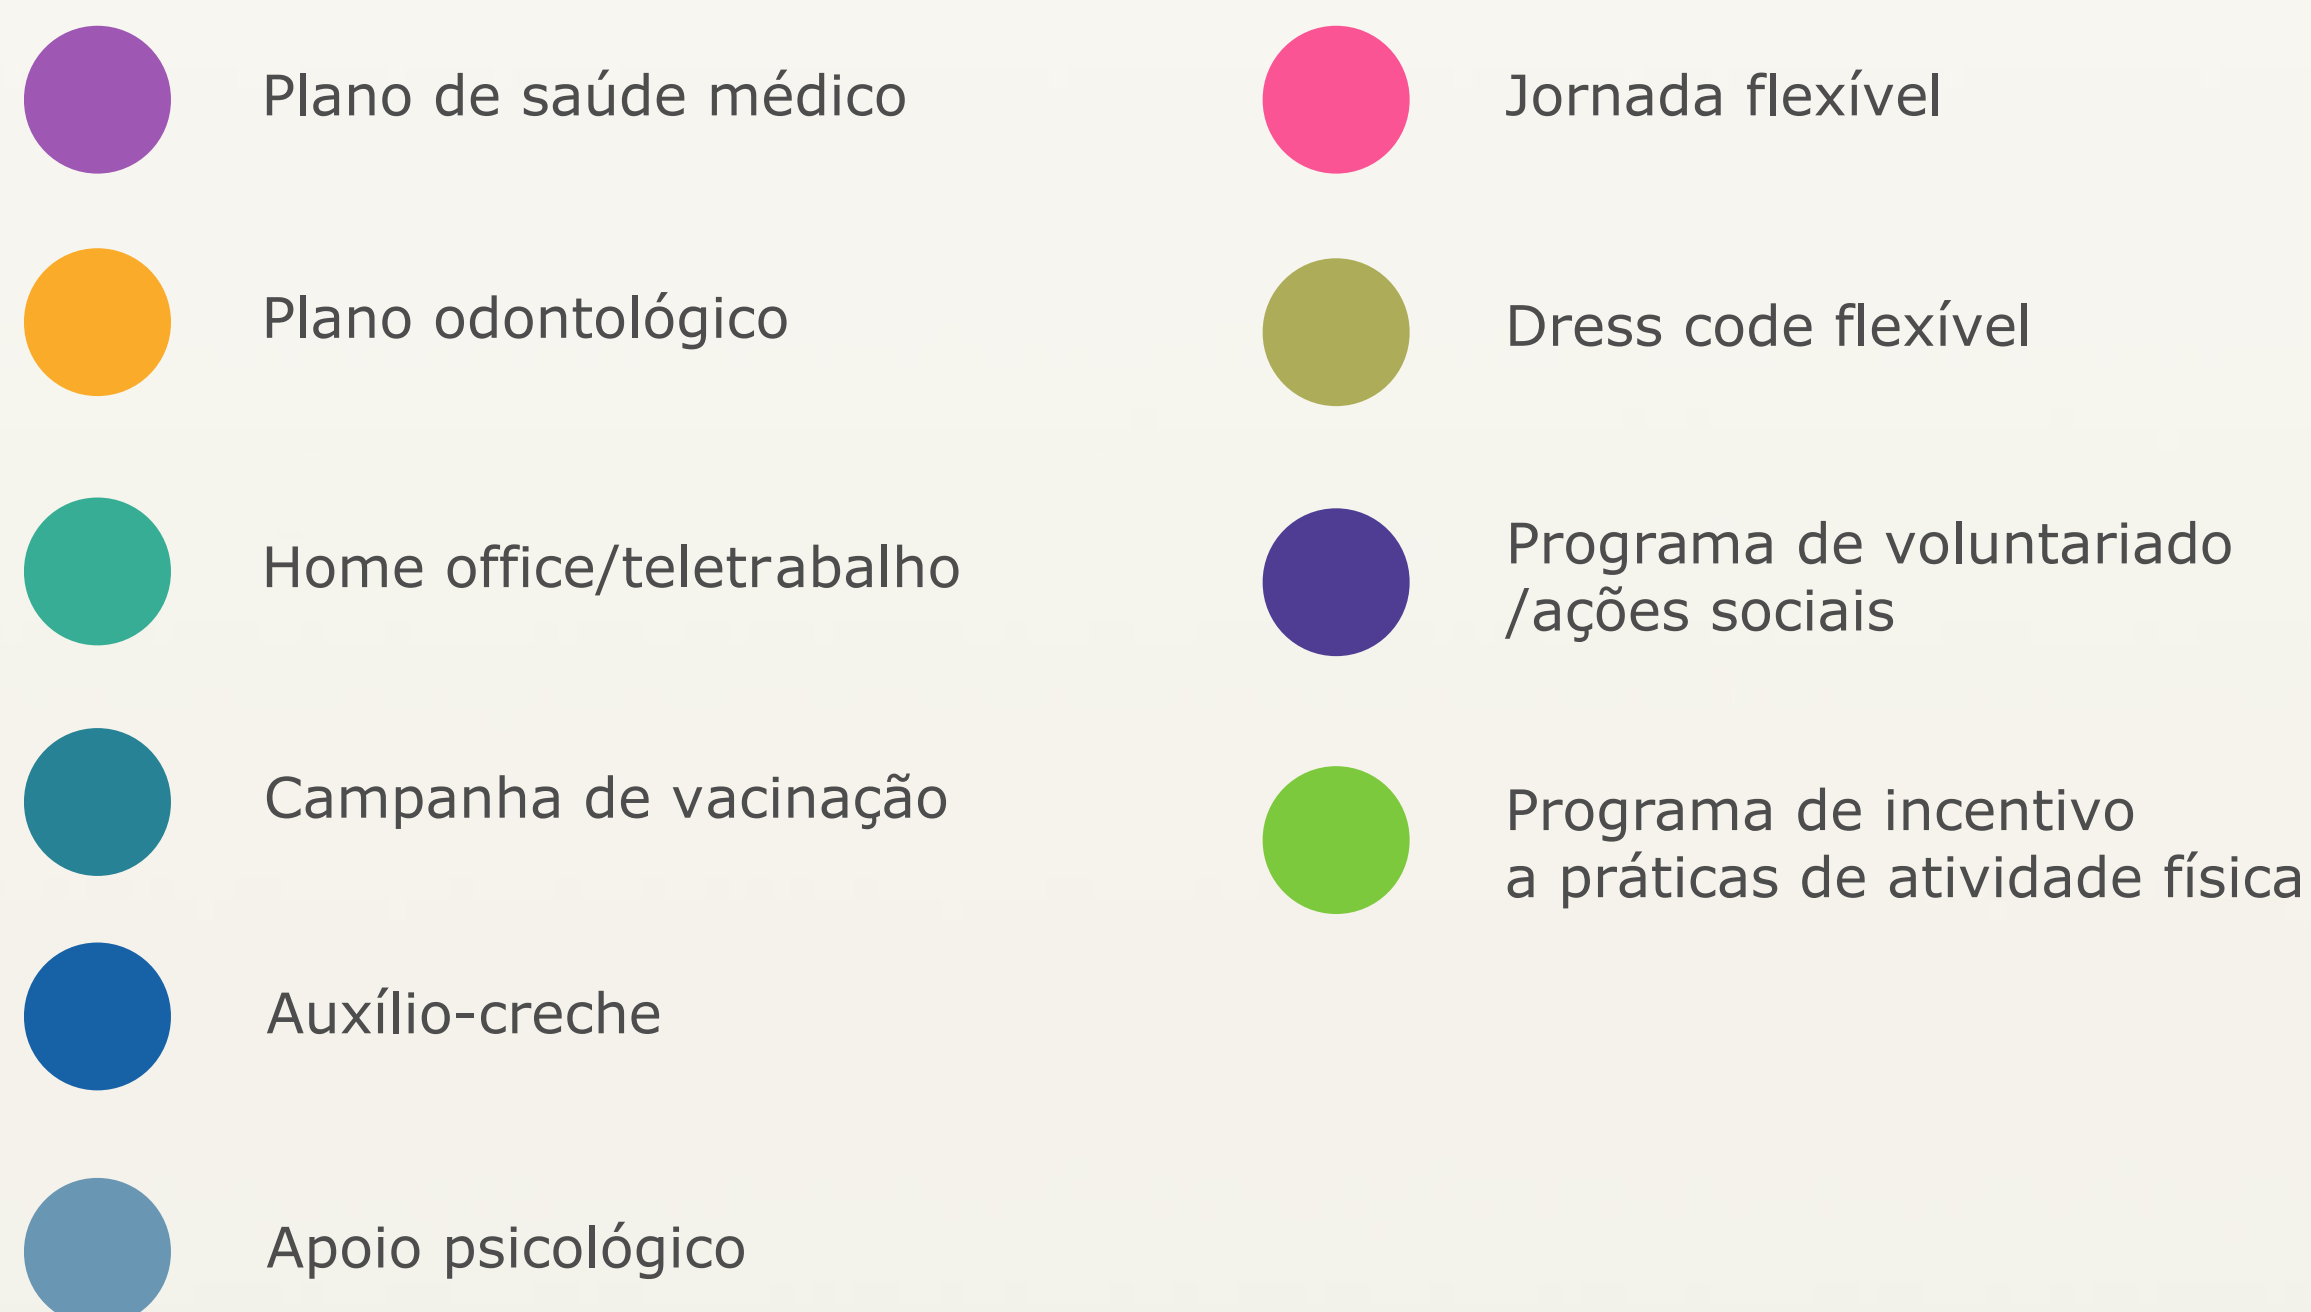 Plano de saúde médico
Plano odontológico
Home office/teletrabalho
Campanha de vacinação
Auxílio-creche
Apoio psicológico
Jornada flexível
Dress code flexível
Programa de voluntariado
/ações sociais
Programa de incentivo
a práticas de atividade física